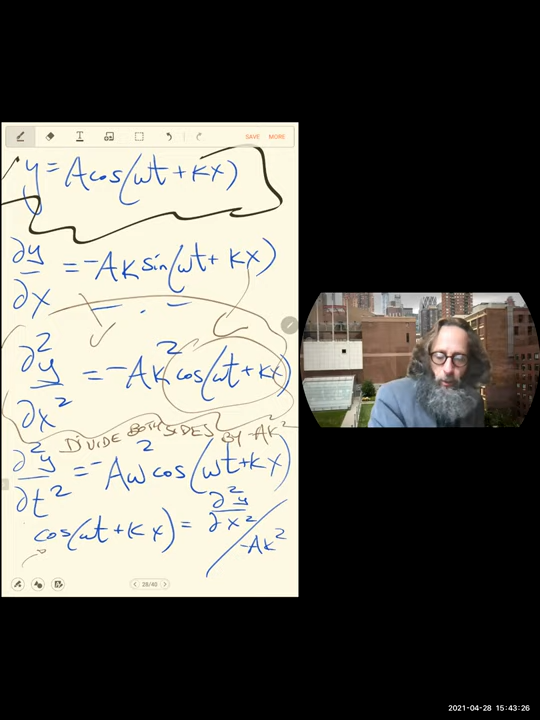 SAVE MORE
y = A cos(ωt + kx)
∂y/∂x = -Ak sin(ωt + kx)
∂²y/∂x² = -Ak² cos(ωt + kx)
DIVIDE BOTH SIDES BY -AK²
∂²y/∂t² = -Aω² cos(ωt + kx)
cos(ωt + kx) = ∂²y/∂x² / -Ak²
28/40
2021-04-28 15:43:26